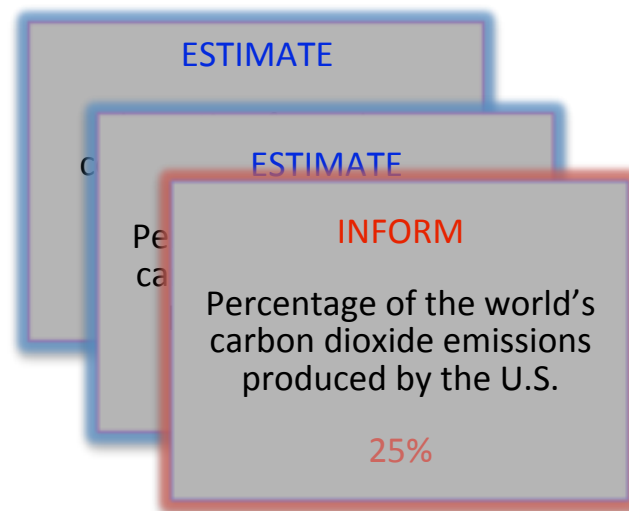 ESTIMATE
ESTIMATE
INFORM
Percentage of the world’s
carbon dioxide emissions
produced by the U.S.
25%